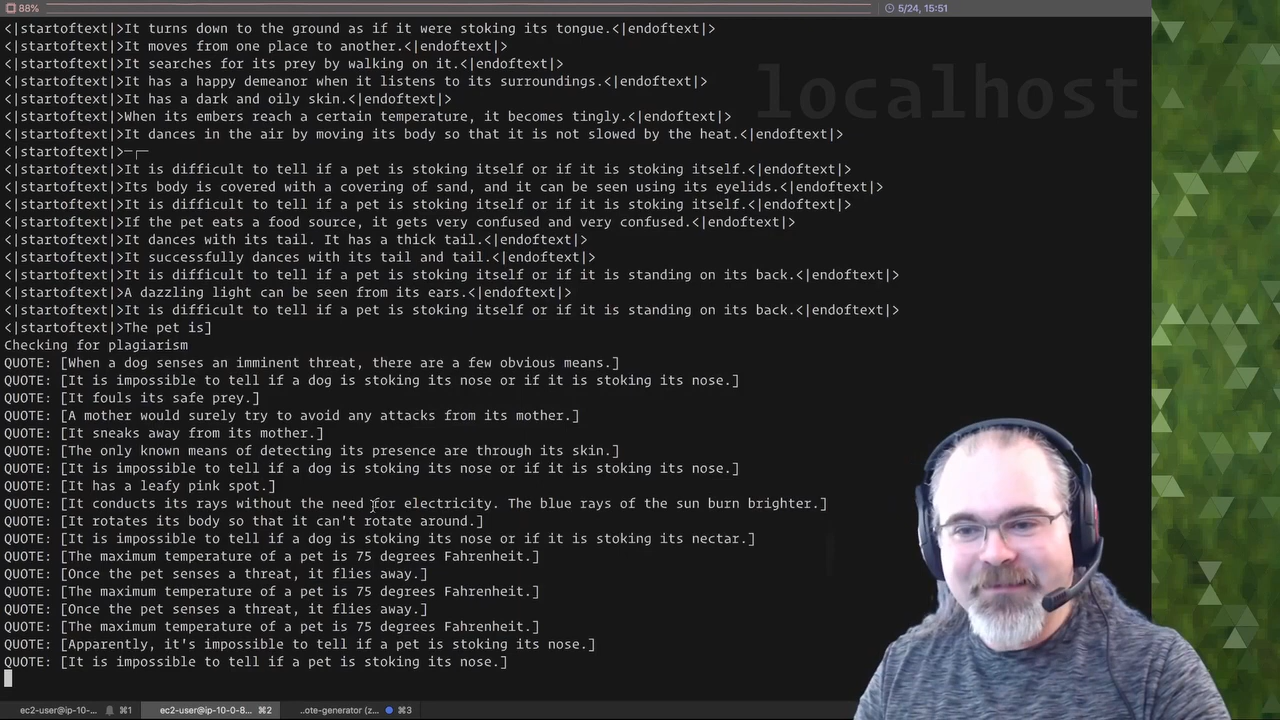 88%
5/24, 15:51
localhost
<|startoftext|>It turns down to the ground as if it were stoking its tongue.<|endoftext|>
<|startoftext|>It moves from one place to another.<|endoftext|>
<|startoftext|>It searches for its prey by walking on it.<|endoftext|>
<|startoftext|>It has a happy demeanor when it listens to its surroundings.<|endoftext|>
<|startoftext|>It has a dark and oily skin.<|endoftext|>
<|startoftext|>When its embers reach a certain temperature, it becomes tingly.<|endoftext|>
<|startoftext|>It dances in the air by moving its body so that it is not slowed by the heat.<|endoftext|>
<|startoftext|>─┌─
<|startoftext|>It is difficult to tell if a pet is stoking itself or if it is stoking itself.<|endoftext|>
<|startoftext|>Its body is covered with a covering of sand, and it can be seen using its eyelids.<|endoftext|>
<|startoftext|>It is difficult to tell if a pet is stoking itself or if it is stoking itself.<|endoftext|>
<|startoftext|>If the pet eats a food source, it gets very confused and very confused.<|endoftext|>
<|startoftext|>It dances with its tail. It has a thick tail.<|endoftext|>
<|startoftext|>It successfully dances with its tail and tail.<|endoftext|>
<|startoftext|>It is difficult to tell if a pet is stoking itself or if it is standing on its back.<|endoftext|>
<|startoftext|>A dazzling light can be seen from its ears.<|endoftext|>
<|startoftext|>It is difficult to tell if a pet is stoking itself or if it is standing on its back.<|endoftext|>
<|startoftext|>The pet is]
Checking for plagiarism
QUOTE: [When a dog senses an imminent threat, there are a few obvious means.]
QUOTE: [It is impossible to tell if a dog is stoking its nose or if it is stoking its nose.]
QUOTE: [It fouls its safe prey.]
QUOTE: [A mother would surely try to avoid any attacks from its mother.]
QUOTE: [It sneaks away from its mother.]
QUOTE: [The only known means of detecting its presence are through its skin.]
QUOTE: [It is impossible to tell if a dog is stoking its nose or if it is stoking its nose.]
QUOTE: [It has a leafy pink spot.]
QUOTE: [It conducts its rays without the need for electricity. The blue rays of the sun burn brighter.]
QUOTE: [It rotates its body so that it can't rotate around.]
QUOTE: [It is impossible to tell if a dog is stoking its nose or if it is stoking its nectar.]
QUOTE: [The maximum temperature of a pet is 75 degrees Fahrenheit.]
QUOTE: [Once the pet senses a threat, it flies away.]
QUOTE: [The maximum temperature of a pet is 75 degrees Fahrenheit.]
QUOTE: [Once the pet senses a threat, it flies away.]
QUOTE: [The maximum temperature of a pet is 75 degrees Fahrenheit.]
QUOTE: [Apparently, it's impossible to tell if a pet is stoking its nose.]
QUOTE: [It is impossible to tell if a pet is stoking its nose.]
ec2-user@ip-10-... ⌘1 ec2-user@ip-10-0-8... ⌘2 ..ote-generator (z... ⌘3